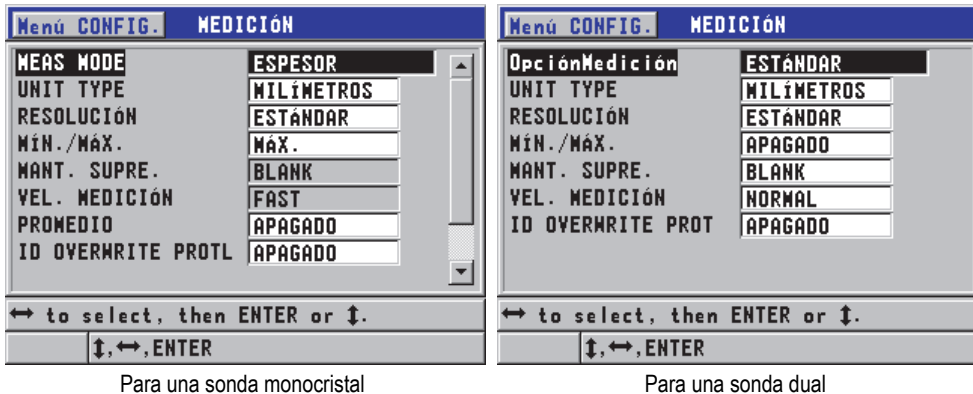 Menú CONFIG. MEDICIÓN
MEAS MODE ESPESOR
UNIT TYPE MILÍMETROS
RESOLUCIÓN ESTÁNDAR
MÍN./MÁX. MÁX.
MANT. SUPRE. BLANK
VEL. MEDICIÓN FAST
PROMEDIO APAGADO
ID OVERWRITE PROTL APAGADO
↔ to select, then ENTER or ↕.
↕,↔,ENTER
Para una sonda monocristal
Menú CONFIG. MEDICIÓN
OpciónMedición ESTÁNDAR
UNIT TYPE MILÍMETROS
RESOLUCIÓN ESTÁNDAR
MÍN./MÁX. APAGADO
MANT. SUPRE. BLANK
VEL. MEDICIÓN NORMAL
ID OVERWRITE PROT APAGADO
↔ to select, then ENTER or ↕.
↕,↔,ENTER
Para una sonda dual